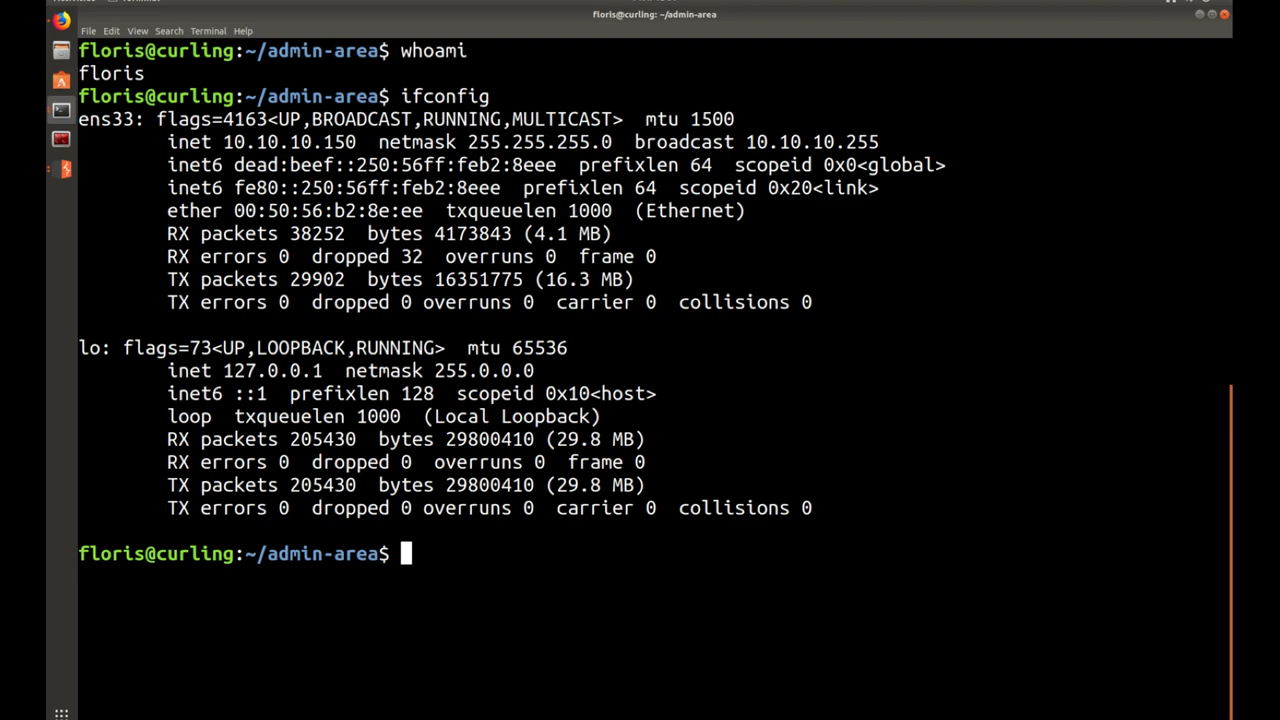 floris@curling: ~/admin-area
File Edit View Search Terminal Help
floris@curling:~/admin-area$ whoami
floris
floris@curling:~/admin-area$ ifconfig
ens33: flags=4163<UP,BROADCAST,RUNNING,MULTICAST>  mtu 1500
        inet 10.10.10.150  netmask 255.255.255.0  broadcast 10.10.10.255
        inet6 dead:beef::250:56ff:feb2:8eee  prefixlen 64  scopeid 0x0<global>
        inet6 fe80::250:56ff:feb2:8eee  prefixlen 64  scopeid 0x20<link>
        ether 00:50:56:b2:8e:ee  txqueuelen 1000  (Ethernet)
        RX packets 38252  bytes 4173843 (4.1 MB)
        RX errors 0  dropped 32  overruns 0  frame 0
        TX packets 29902  bytes 16351775 (16.3 MB)
        TX errors 0  dropped 0 overruns 0  carrier 0  collisions 0
lo: flags=73<UP,LOOPBACK,RUNNING>  mtu 65536
        inet 127.0.0.1  netmask 255.0.0.0
        inet6 ::1  prefixlen 128  scopeid 0x10<host>
        loop  txqueuelen 1000  (Local Loopback)
        RX packets 205430  bytes 29800410 (29.8 MB)
        RX errors 0  dropped 0  overruns 0  frame 0
        TX packets 205430  bytes 29800410 (29.8 MB)
        TX errors 0  dropped 0 overruns 0  carrier 0  collisions 0
floris@curling:~/admin-area$